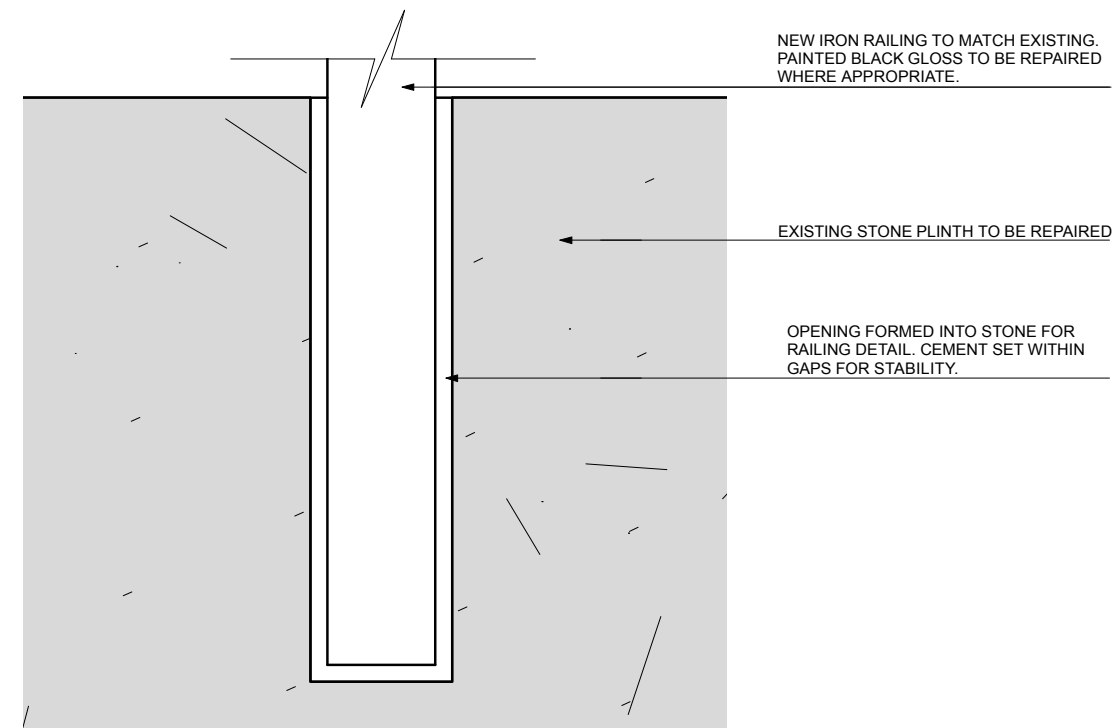 NEW IRON RAILING TO MATCH EXISTING.
PAINTED BLACK GLOSS TO BE REPAIRED
WHERE APPROPRIATE.
EXISTING STONE PLINTH TO BE REPAIRED
OPENING FORMED INTO STONE FOR
RAILING DETAIL. CEMENT SET WITHIN
GAPS FOR STABILITY.